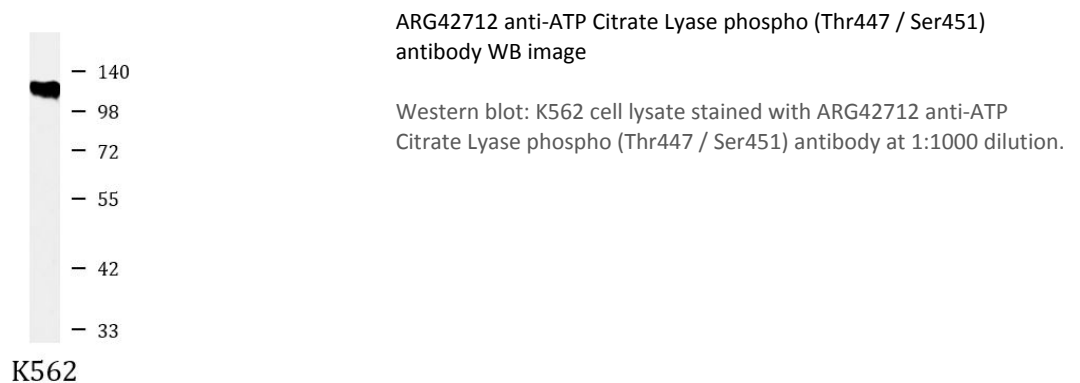 ARG42712 anti-ATP Citrate Lyase phospho (Thr447 / Ser451)
antibody WB image
Western blot: K562 cell lysate stained with ARG42712 anti-ATP
Citrate Lyase phospho (Thr447 / Ser451) antibody at 1:1000 dilution.
– 140
– 98
– 72
– 55
– 42
– 33
K562